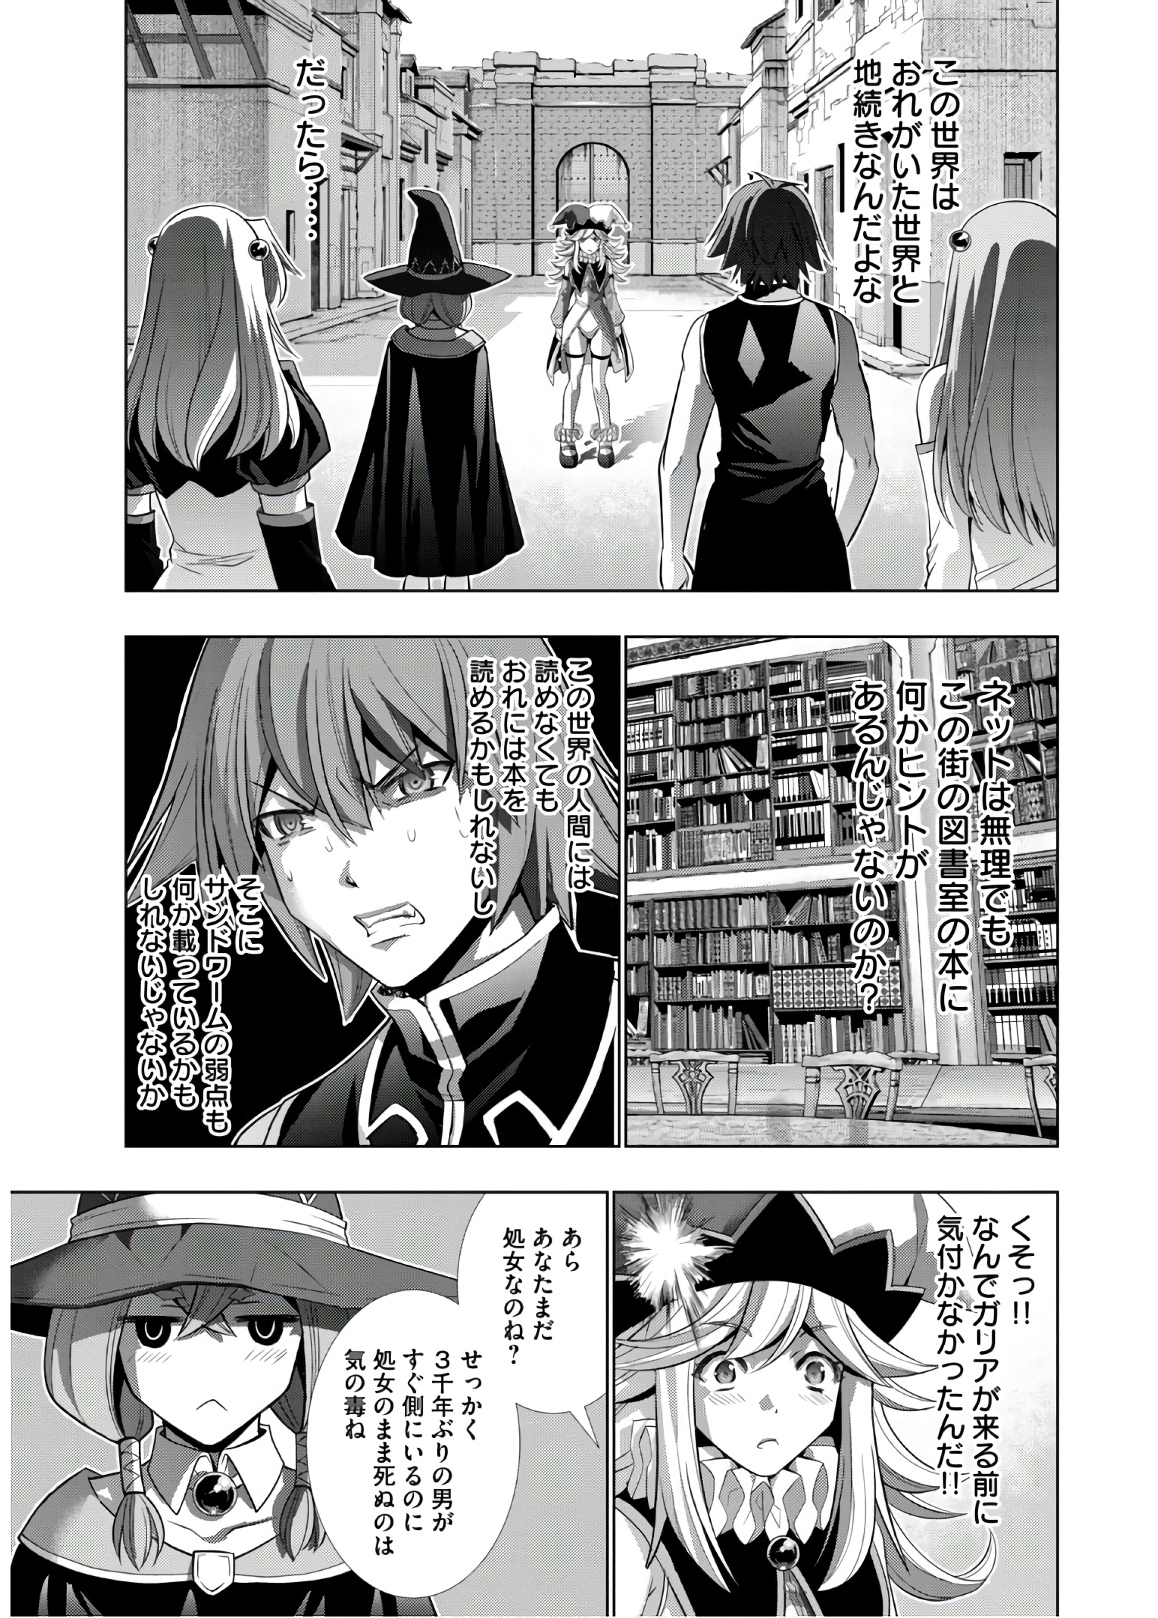 この世界は
おれがいた世界と
地続きなんだよな
だったら‥‥‥
ネットは無理でも
この街の図書室の本に
何かヒントが
あるんじゃないのか?
この世界の人間には
読めなくても
おれには本を
読めるかもしれないし
そこに
サンドワームの弱点も
何か載っているかも
しれないじゃないか
くそっ!!
なんでガリアが来る前に
気付かなかったんだ!!
あら
あなたまだ
処女なのね?
せっかく
3千年ぶりの男が
すぐ側にいるのに
処女のまま死ぬのは
気の毒ね